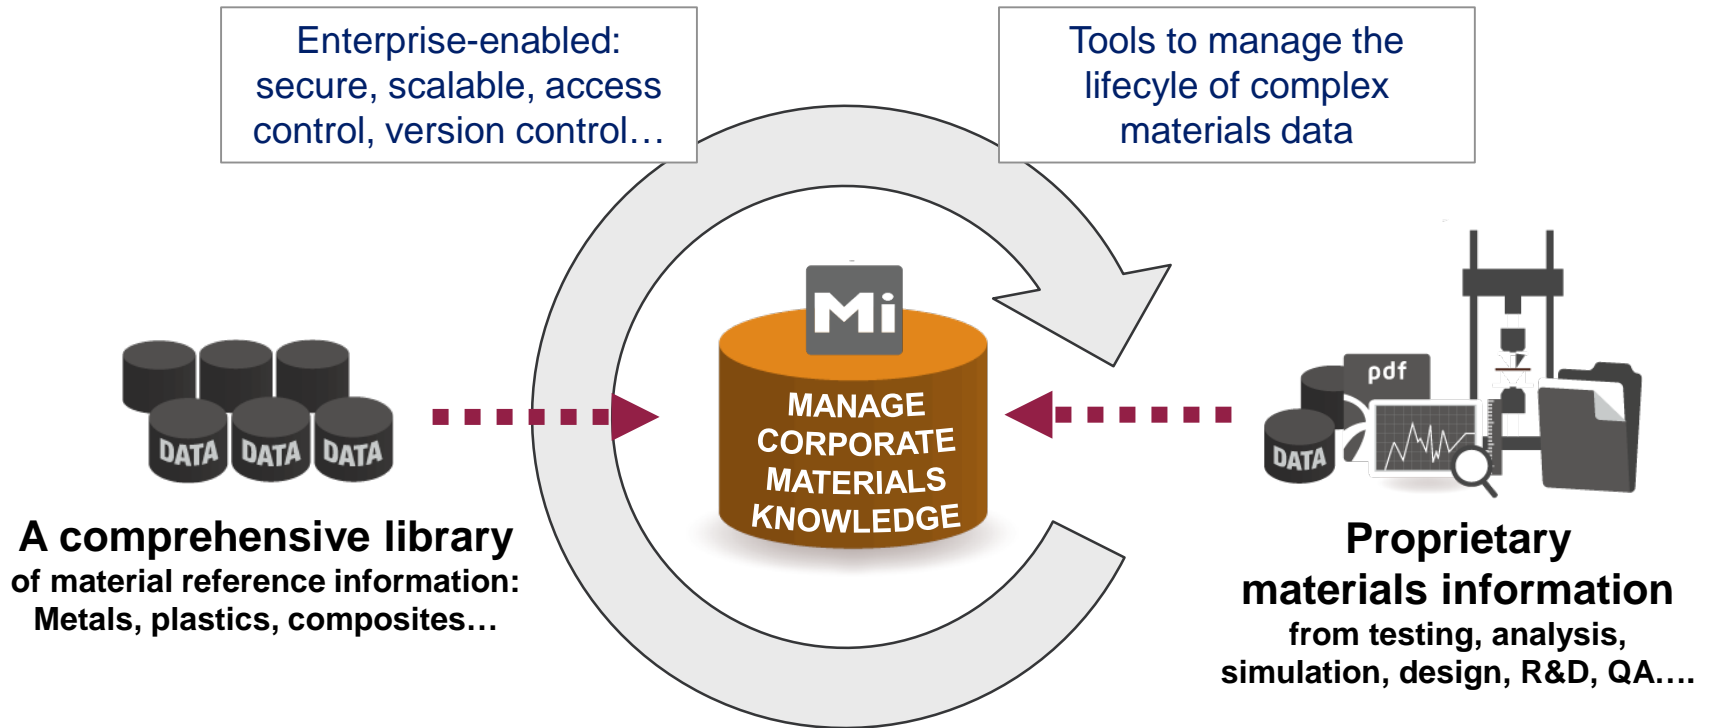 Enterprise-enabled:
secure, scalable, access
control, version control…
Tools to manage the
lifecyle of complex
materials data
Mi
MANAGE
CORPORATE
MATERIALS
KNOWLEDGE
DATA DATA DATA
pdf
DATA
A comprehensive library
of material reference information:
Metals, plastics, composites…
Proprietary
materials information
from testing, analysis,
simulation, design, R&D, QA….